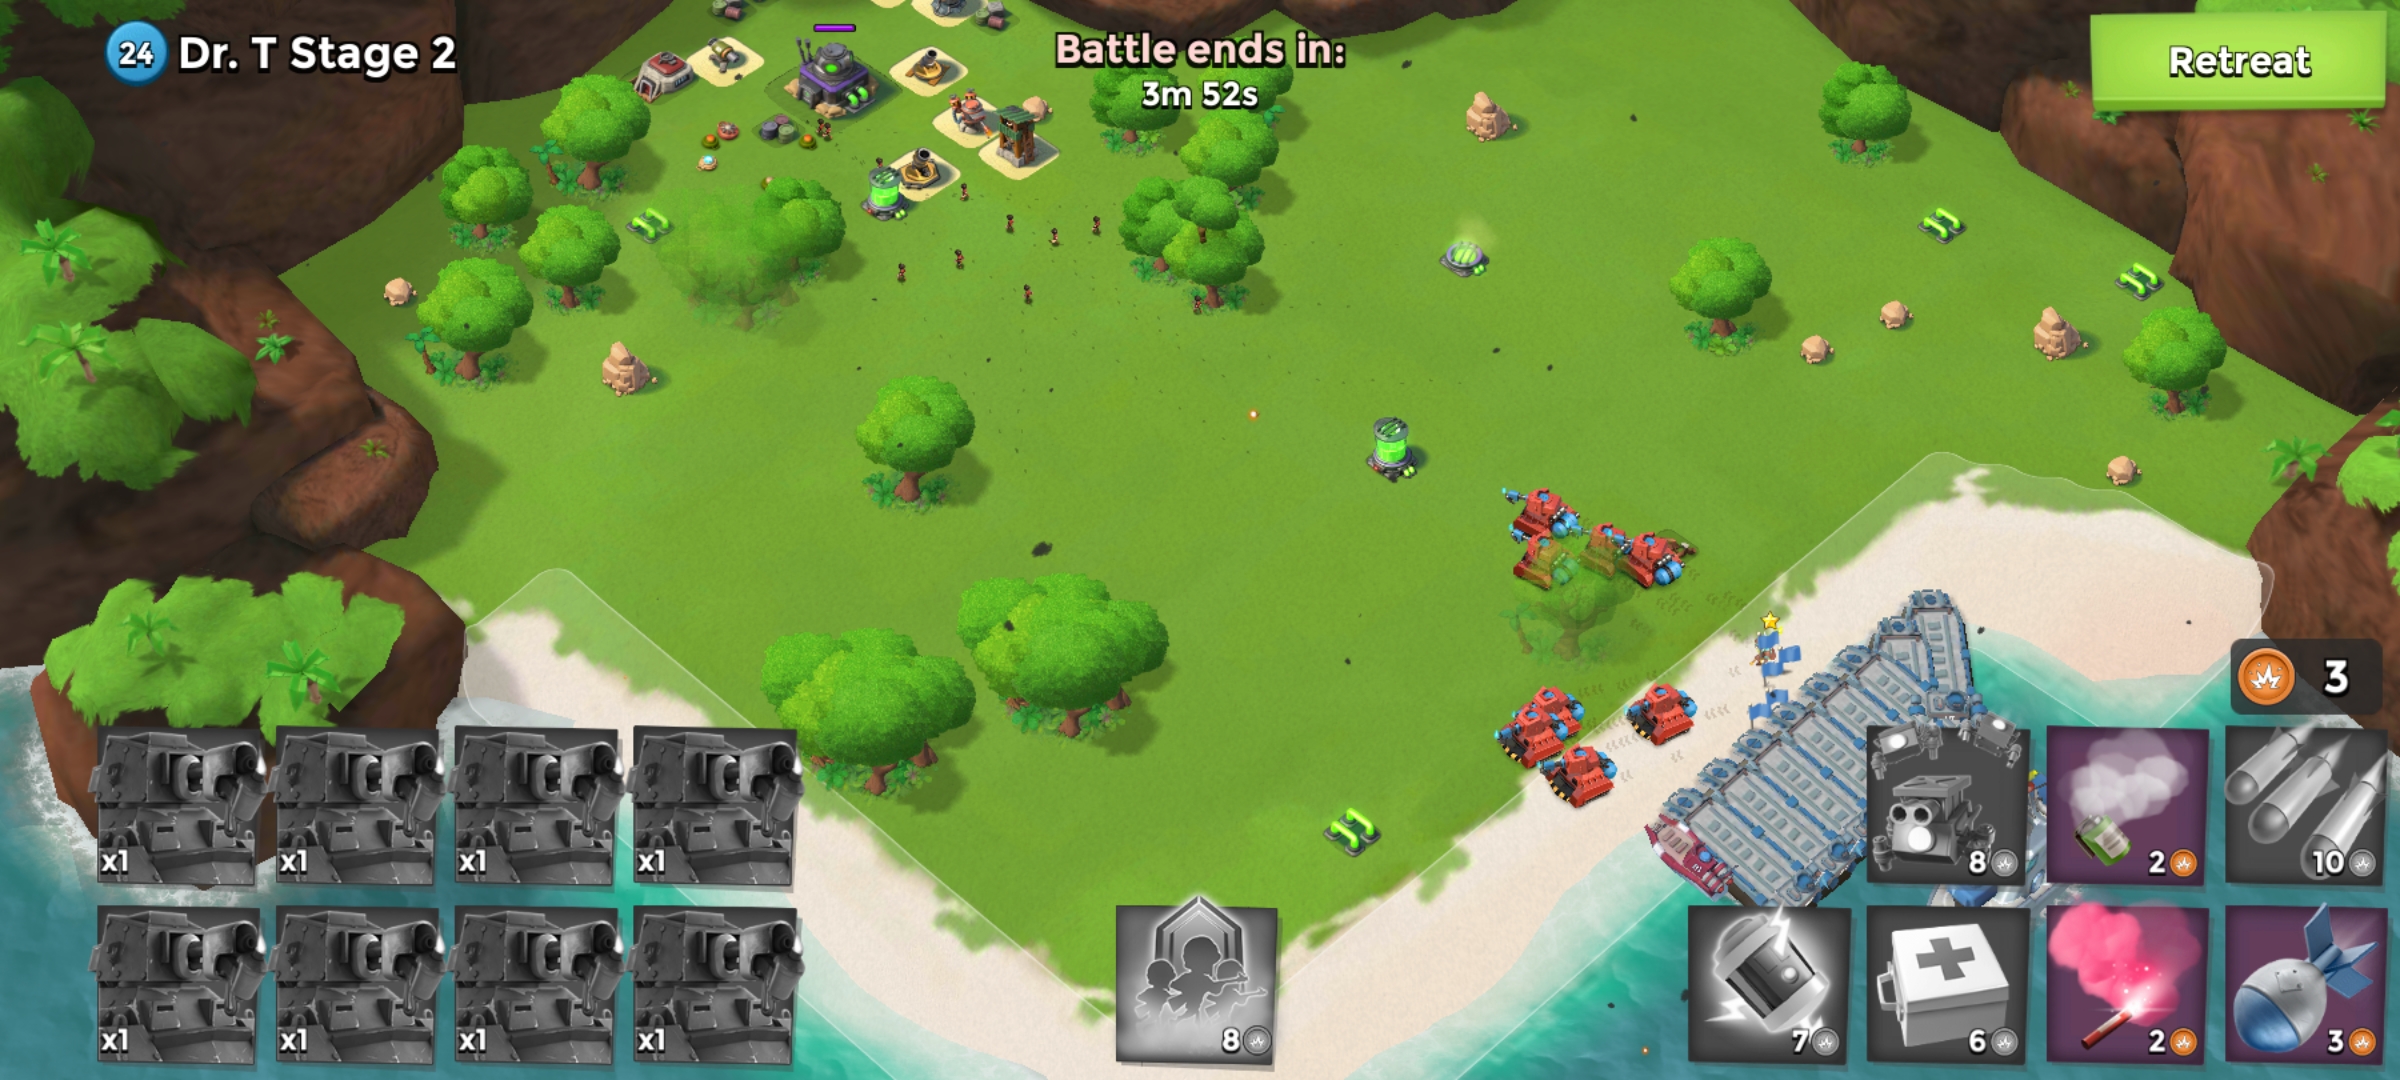 24 Dr. T Stage 2
Battle ends in:
3m 52s
Retreat
3
x1 x1 x1 x1
8 2 10
x1 x1 x1 x1
8
7 6 2 3